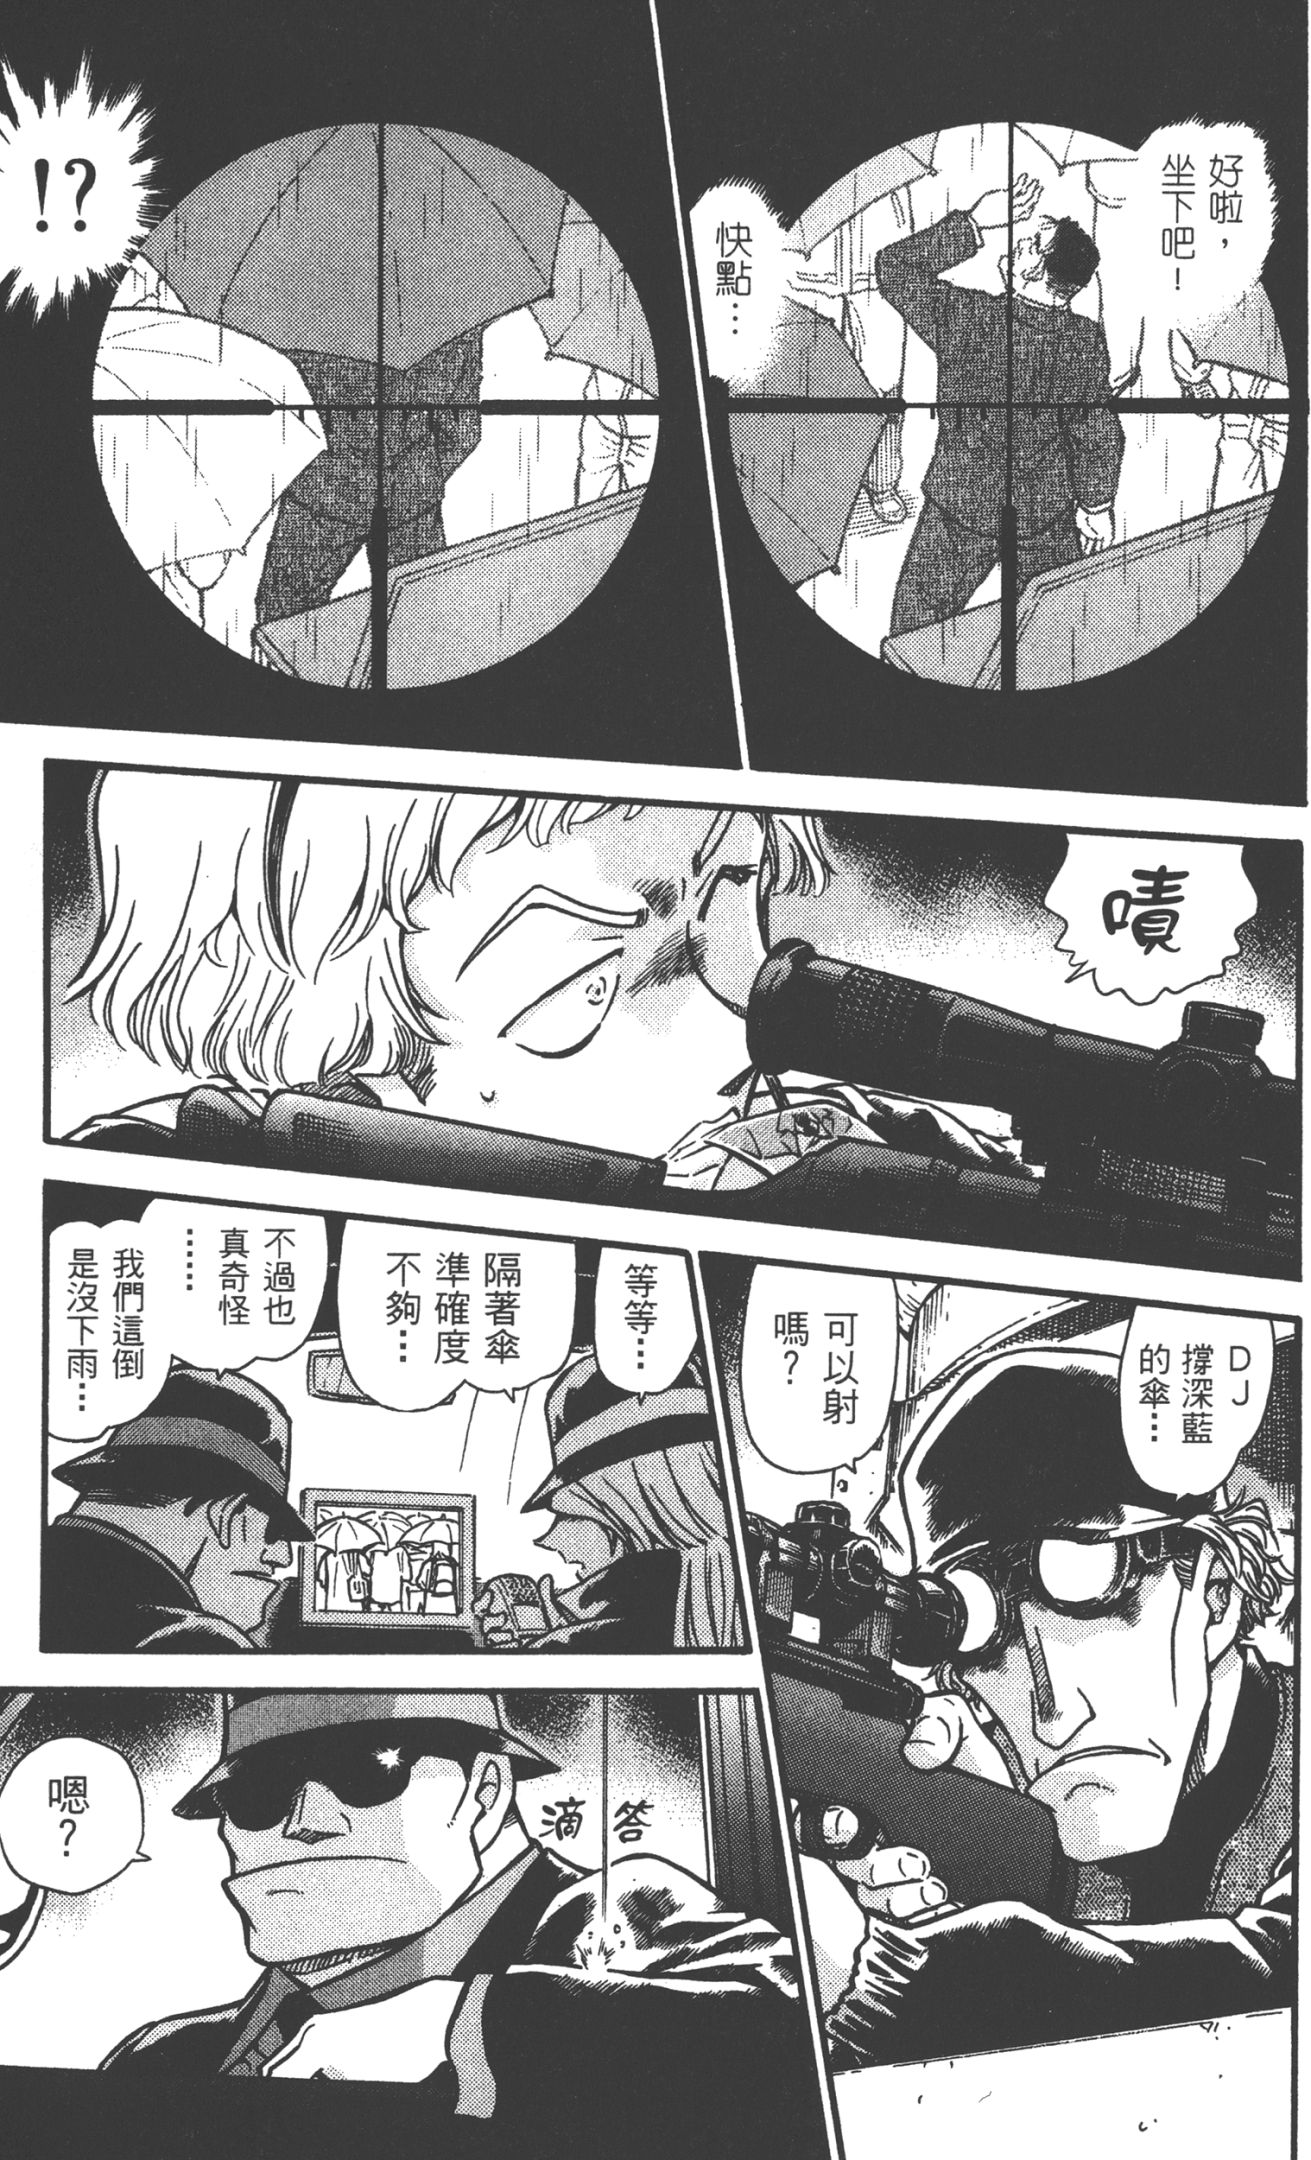 好啦，
坐下吧！
快點…
！？
嘖
DJ
撐深藍
的傘…
可以射
嗎？
等等…
隔著傘
準確度
不夠…
不過也
真奇怪
……
我們這倒
是沒下雨…
滴答
嗯？